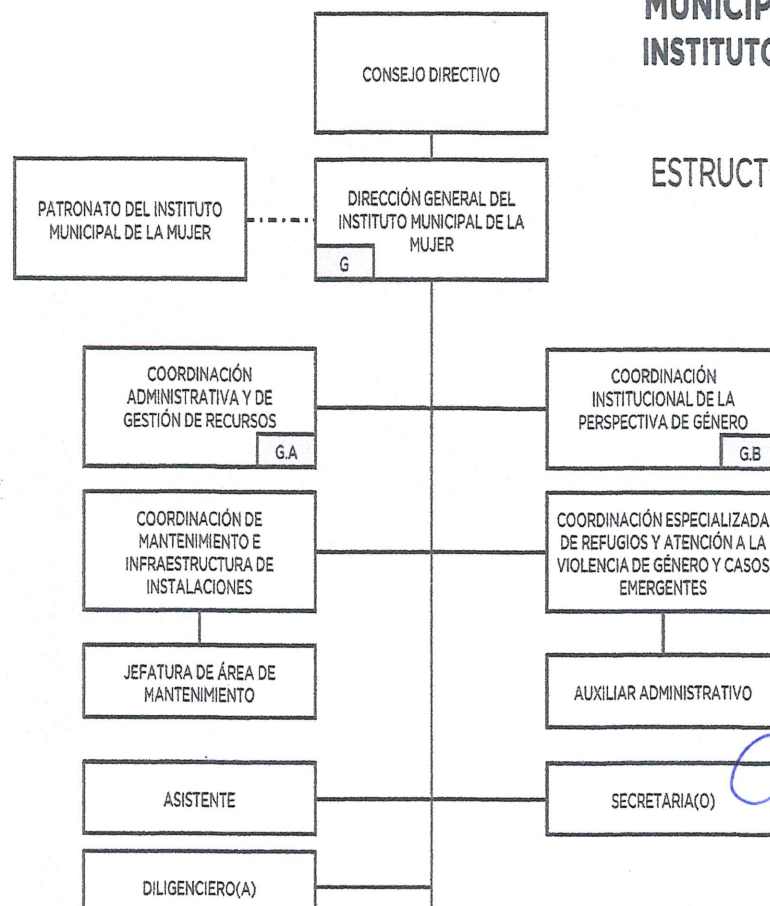 MUNICIP
INSTITUTO
ESTRUCT
CONSEJO DIRECTIVO
PATRONATO DEL INSTITUTO
MUNICIPAL DE LA MUJER
DIRECCIÓN GENERAL DEL
INSTITUTO MUNICIPAL DE LA
MUJER
G
COORDINACIÓN
ADMINISTRATIVA Y DE
GESTIÓN DE RECURSOS
G.A
COORDINACIÓN
INSTITUCIONAL DE LA
PERSPECTIVA DE GÉNERO
G.B
COORDINACIÓN DE
MANTENIMIENTO E
INFRAESTRUCTURA DE
INSTALACIONES
COORDINACIÓN ESPECIALIZADA
DE REFUGIOS Y ATENCIÓN A LA
VIOLENCIA DE GÉNERO Y CASOS
EMERGENTES
JEFATURA DE ÁREA DE
MANTENIMIENTO
AUXILIAR ADMINISTRATIVO
ASISTENTE
SECRETARIA(O)
DILIGENCIERO(A)